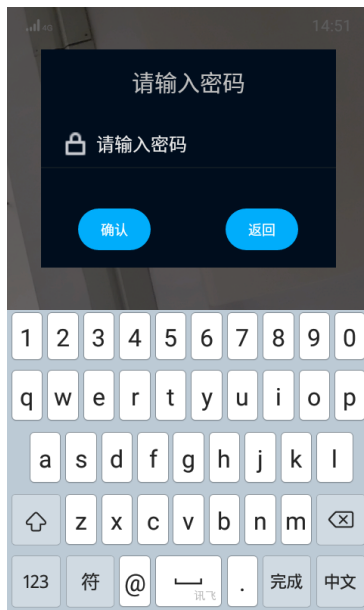 4G 14:51
请输入密码
请输入密码
确认 返回
1 2 3 4 5 6 7 8 9 0
q w e r t y u i o p
a s d f g h j k l
z x c v b n m
123 符 @ 讯飞 . 完成 中文